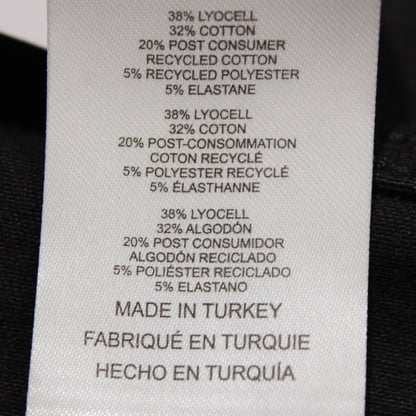 38% LYOCELL
32% COTTON
20% POST CONSUMER
RECYCLED COTTON
5% RECYCLED POLYESTER
5% ELASTANE
38% LYOCELL
32% COTON
20% POST-CONSOMMATION
COTON RECYCLÉ
5% POLYESTER RECYCLÉ
5% ÉLASTHANNE
38% LYOCELL
32% ALGODÓN
20% POST CONSUMIDOR
ALGODÓN RECICLADO
5% POLIÉSTER RECICLADO
5% ELASTANO
MADE IN TURKEY
FABRIQUÉ EN TURQUIE
HECHO EN TURQUÍA